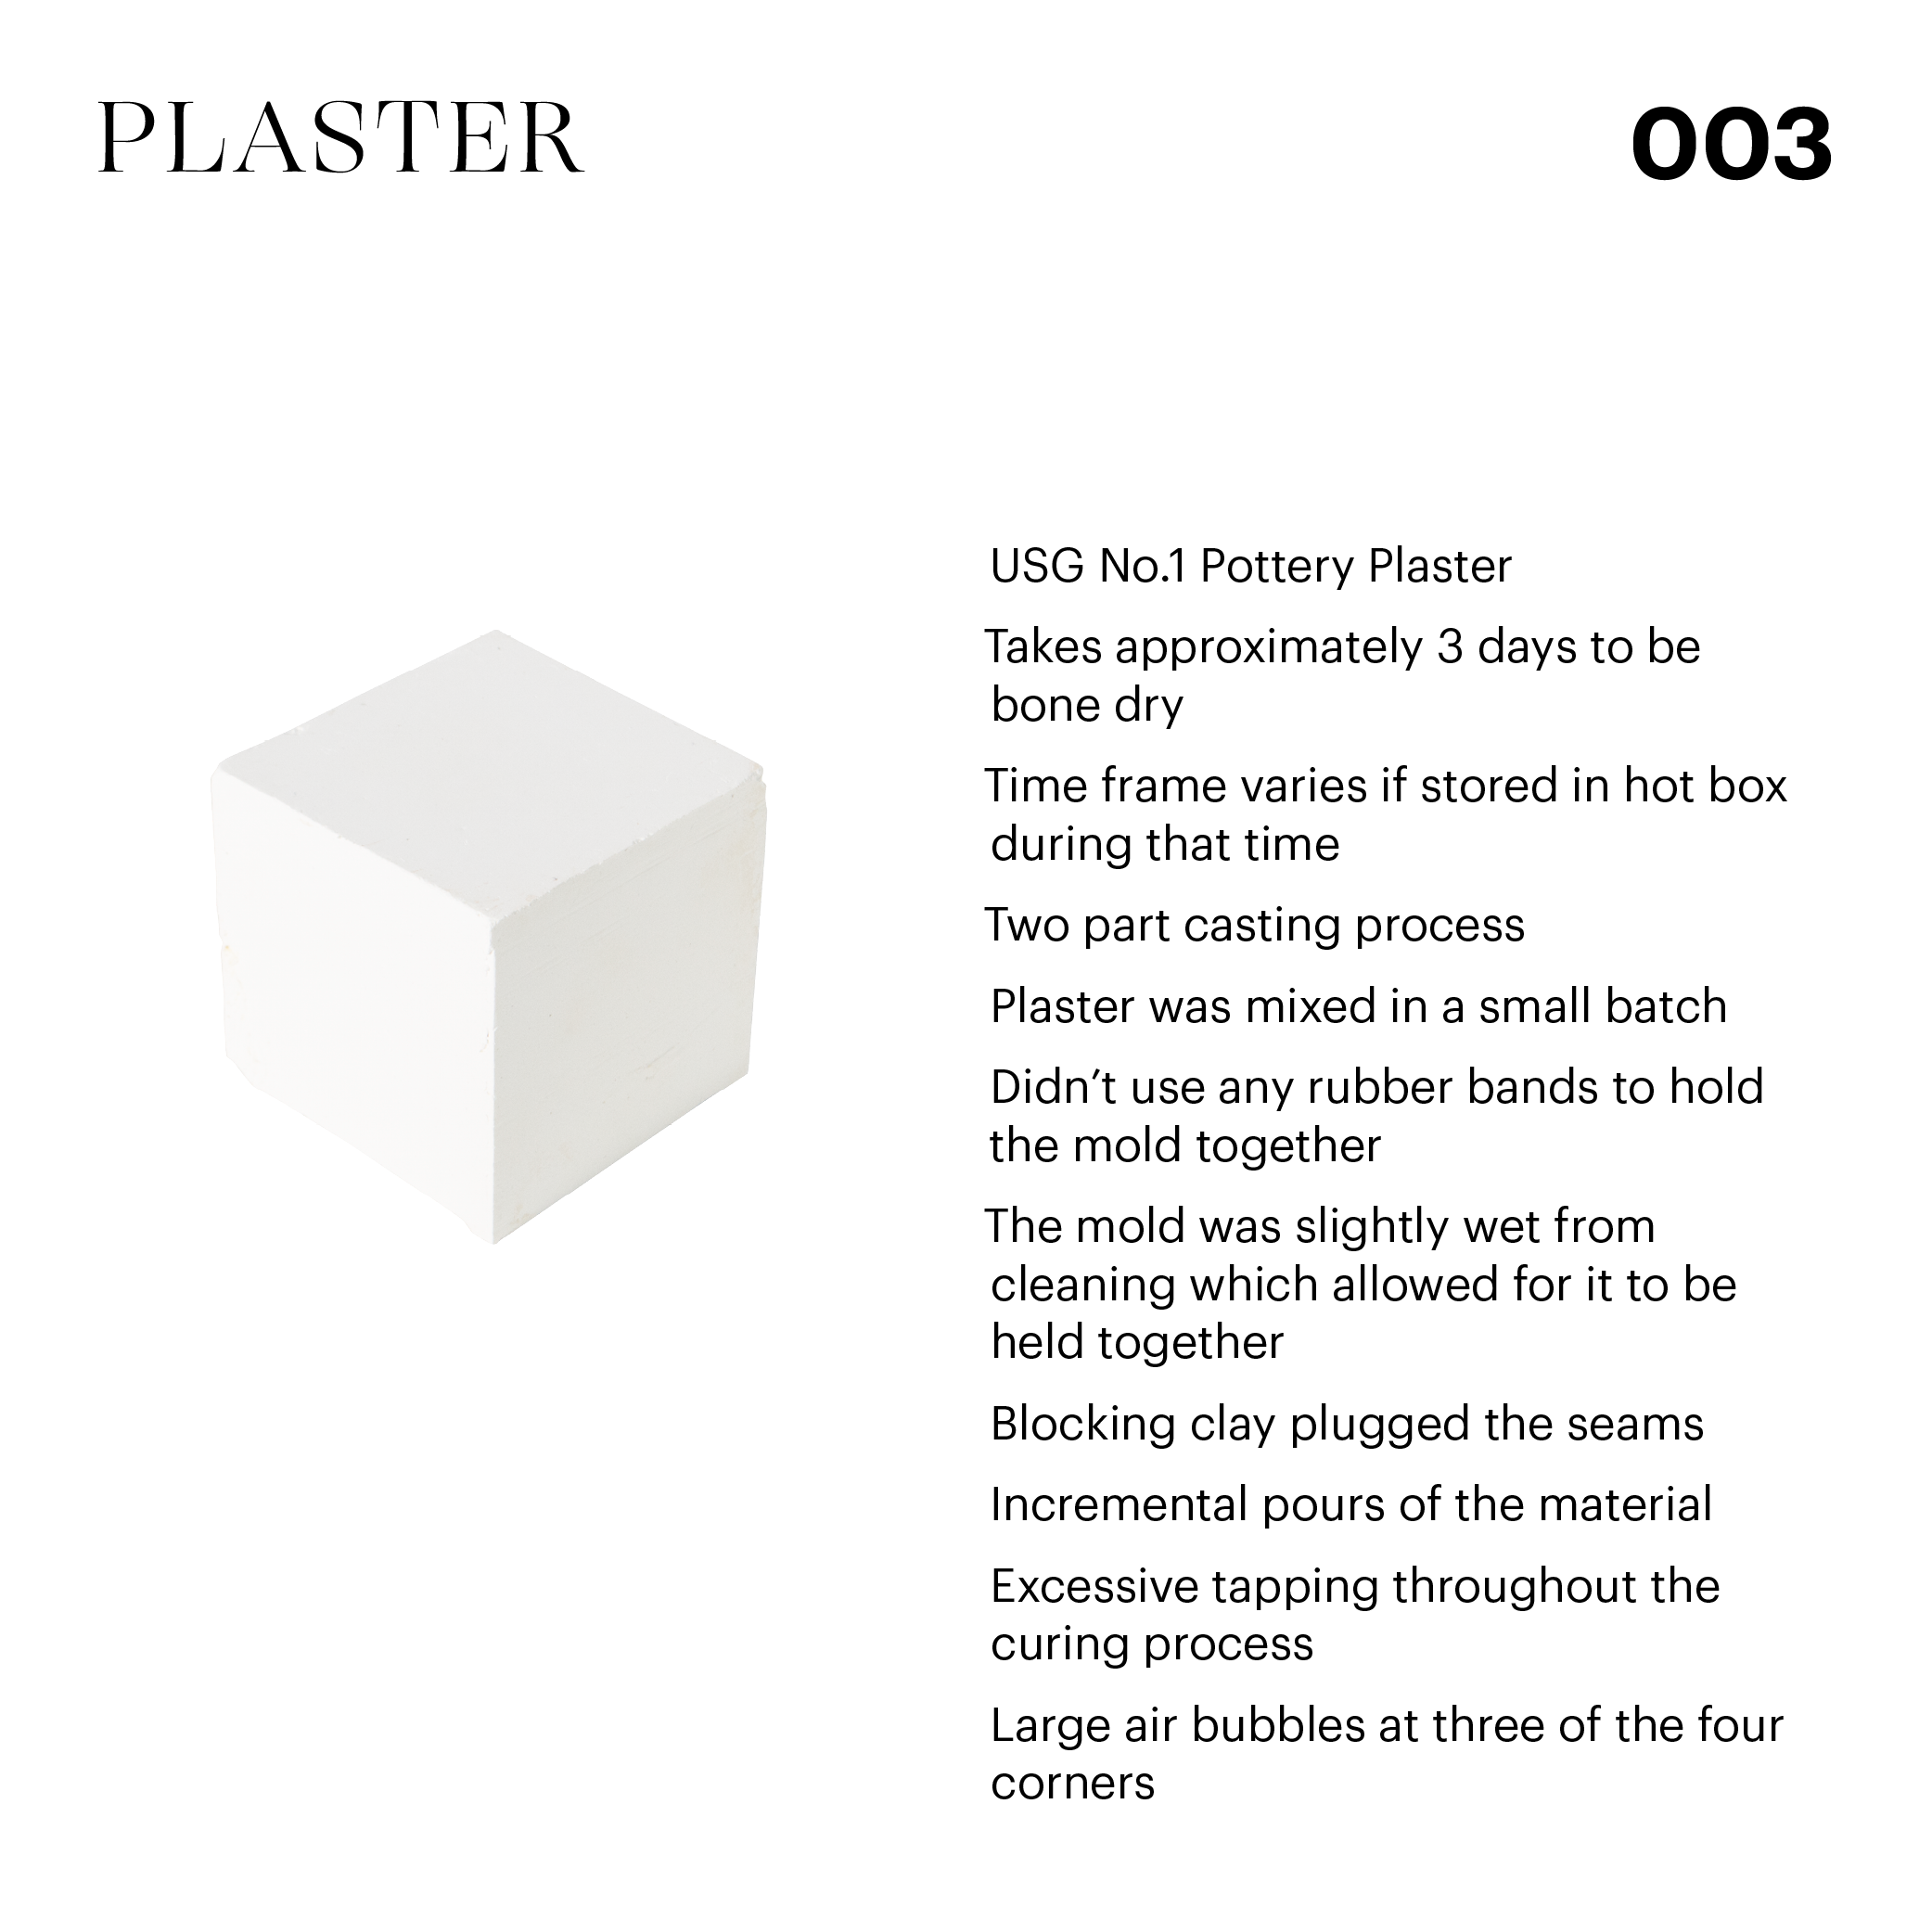 PLASTER
003
USG No.1 Pottery Plaster
Takes approximately 3 days to be
bone dry
Time frame varies if stored in hot box
during that time
Two part casting process
Plaster was mixed in a small batch
Didn’t use any rubber bands to hold
the mold together
The mold was slightly wet from
cleaning which allowed for it to be
held together
Blocking clay plugged the seams
Incremental pours of the material
Excessive tapping throughout the
curing process
Large air bubbles at three of the four
corners